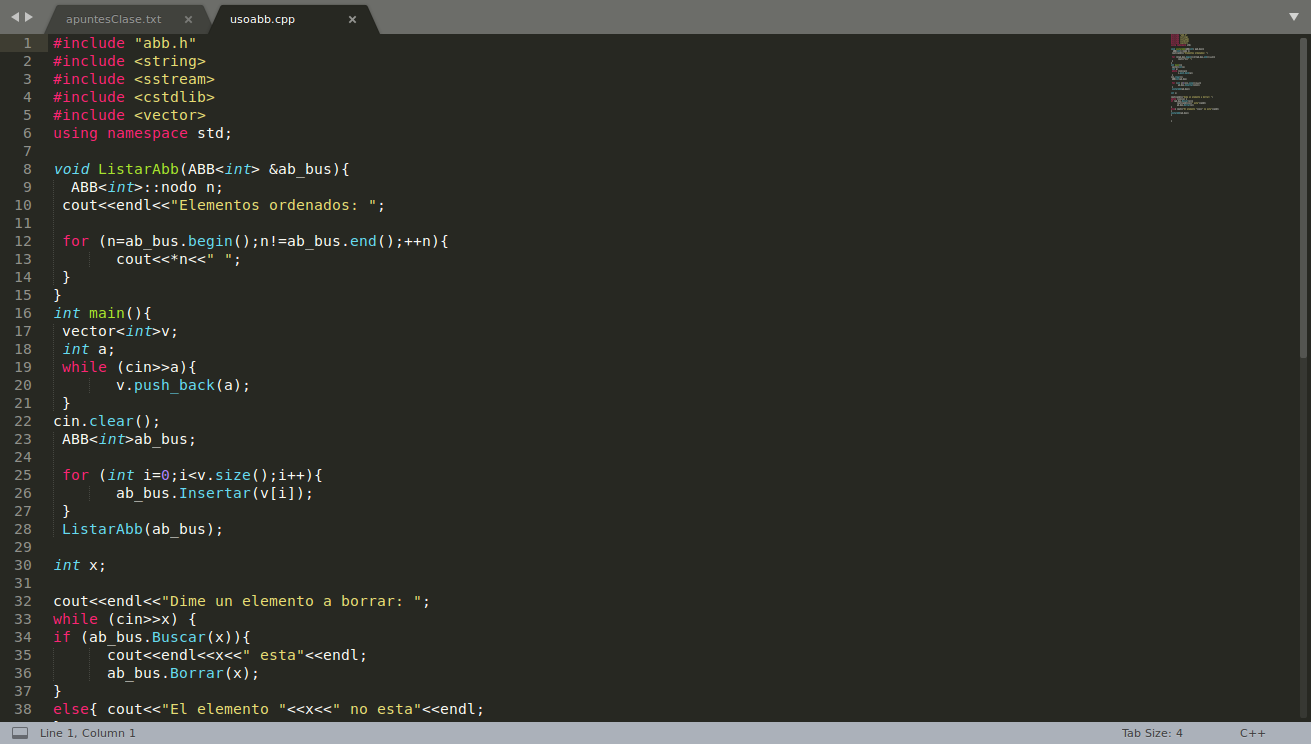 apuntesClase.txt × usoabb.cpp ×
1 #include "abb.h"
2 #include <string>
3 #include <sstream>
4 #include <cstdlib>
5 #include <vector>
6 using namespace std;
7
8 void ListarAbb(ABB<int> &ab_bus){
9   ABB<int>::nodo n;
10  cout<<endl<<"Elementos ordenados: ";
11
12  for (n=ab_bus.begin();n!=ab_bus.end();++n){
13        cout<<*n<<" ";
14  }
15 }
16 int main(){
17  vector<int>v;
18  int a;
19  while (cin>>a){
20        v.push_back(a);
21  }
22 cin.clear();
23  ABB<int>ab_bus;
24
25  for (int i=0;i<v.size();i++){
26        ab_bus.Insertar(v[i]);
27  }
28  ListarAbb(ab_bus);
29
30 int x;
31
32 cout<<endl<<"Dime un elemento a borrar: ";
33 while (cin>>x) {
34 if (ab_bus.Buscar(x)){
35       cout<<endl<<x<<" esta"<<endl;
36       ab_bus.Borrar(x);
37 }
38 else{ cout<<"El elemento "<<x<<" no esta"<<endl;
Line 1, Column 1 Tab Size: 4 C++